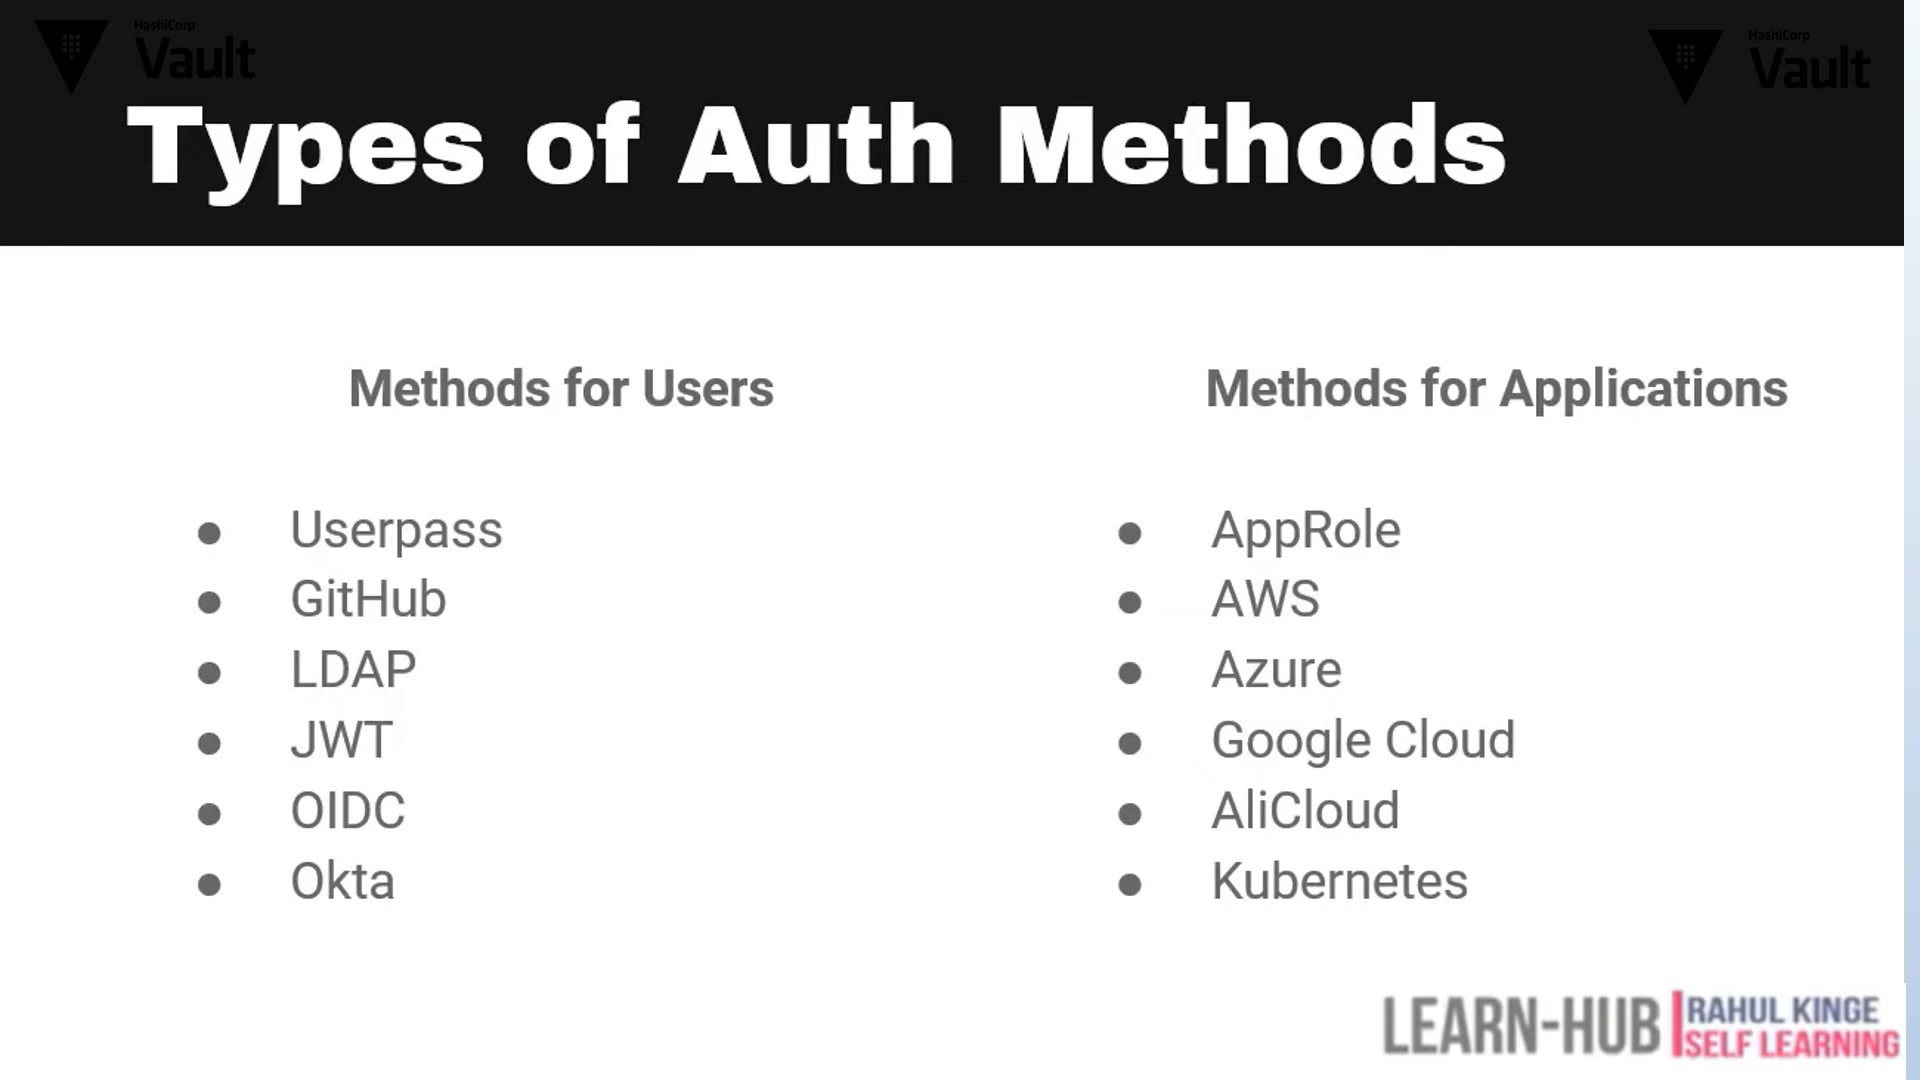 HashiCorp
Vault
HashiCorp
Vault
Types of Auth Methods
Methods for Users
Userpass
GitHub
LDAP
JWT
OIDC
Okta
Methods for Applications
AppRole
AWS
Azure
Google Cloud
AliCloud
Kubernetes
LEARN-HUB
RAHUL KINGE
SELF LEARNING